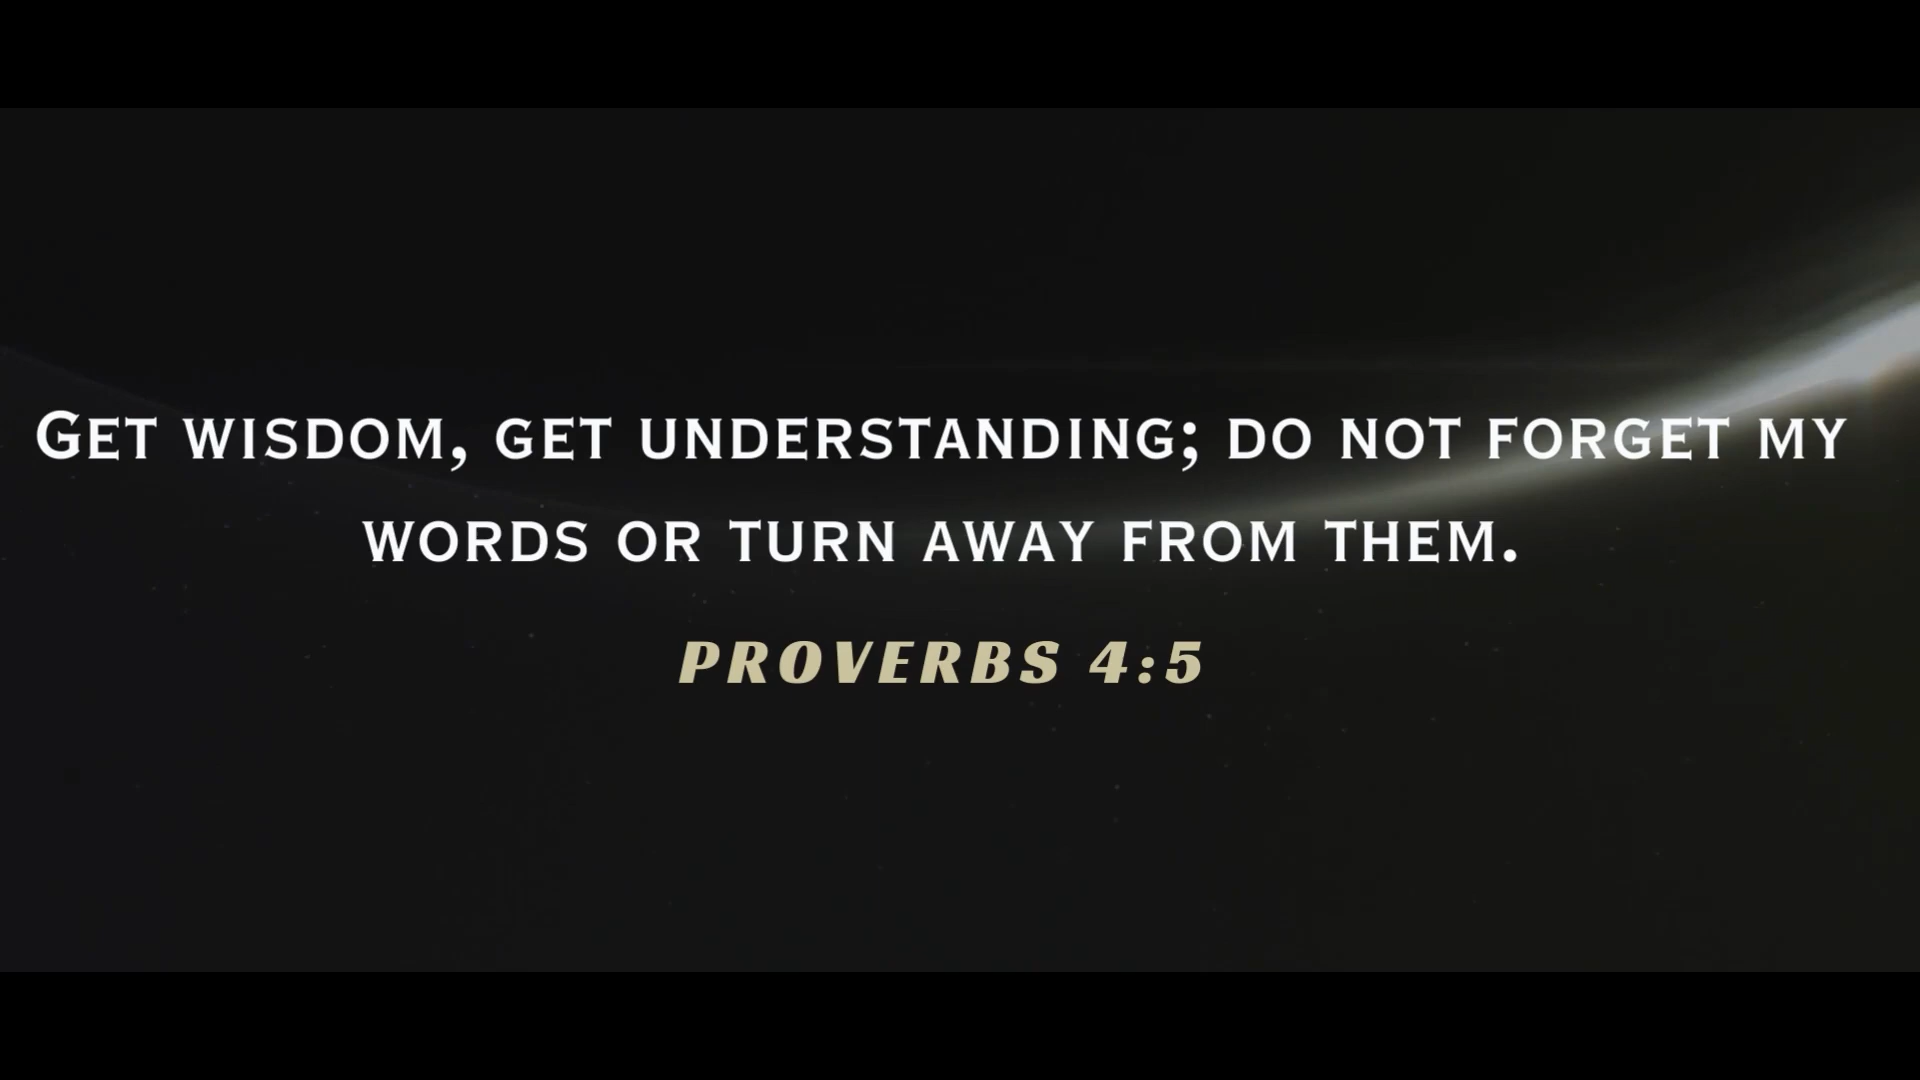 Get wisdom, get understanding; do not forget my
words or turn away from them.
PROVERBS 4:5